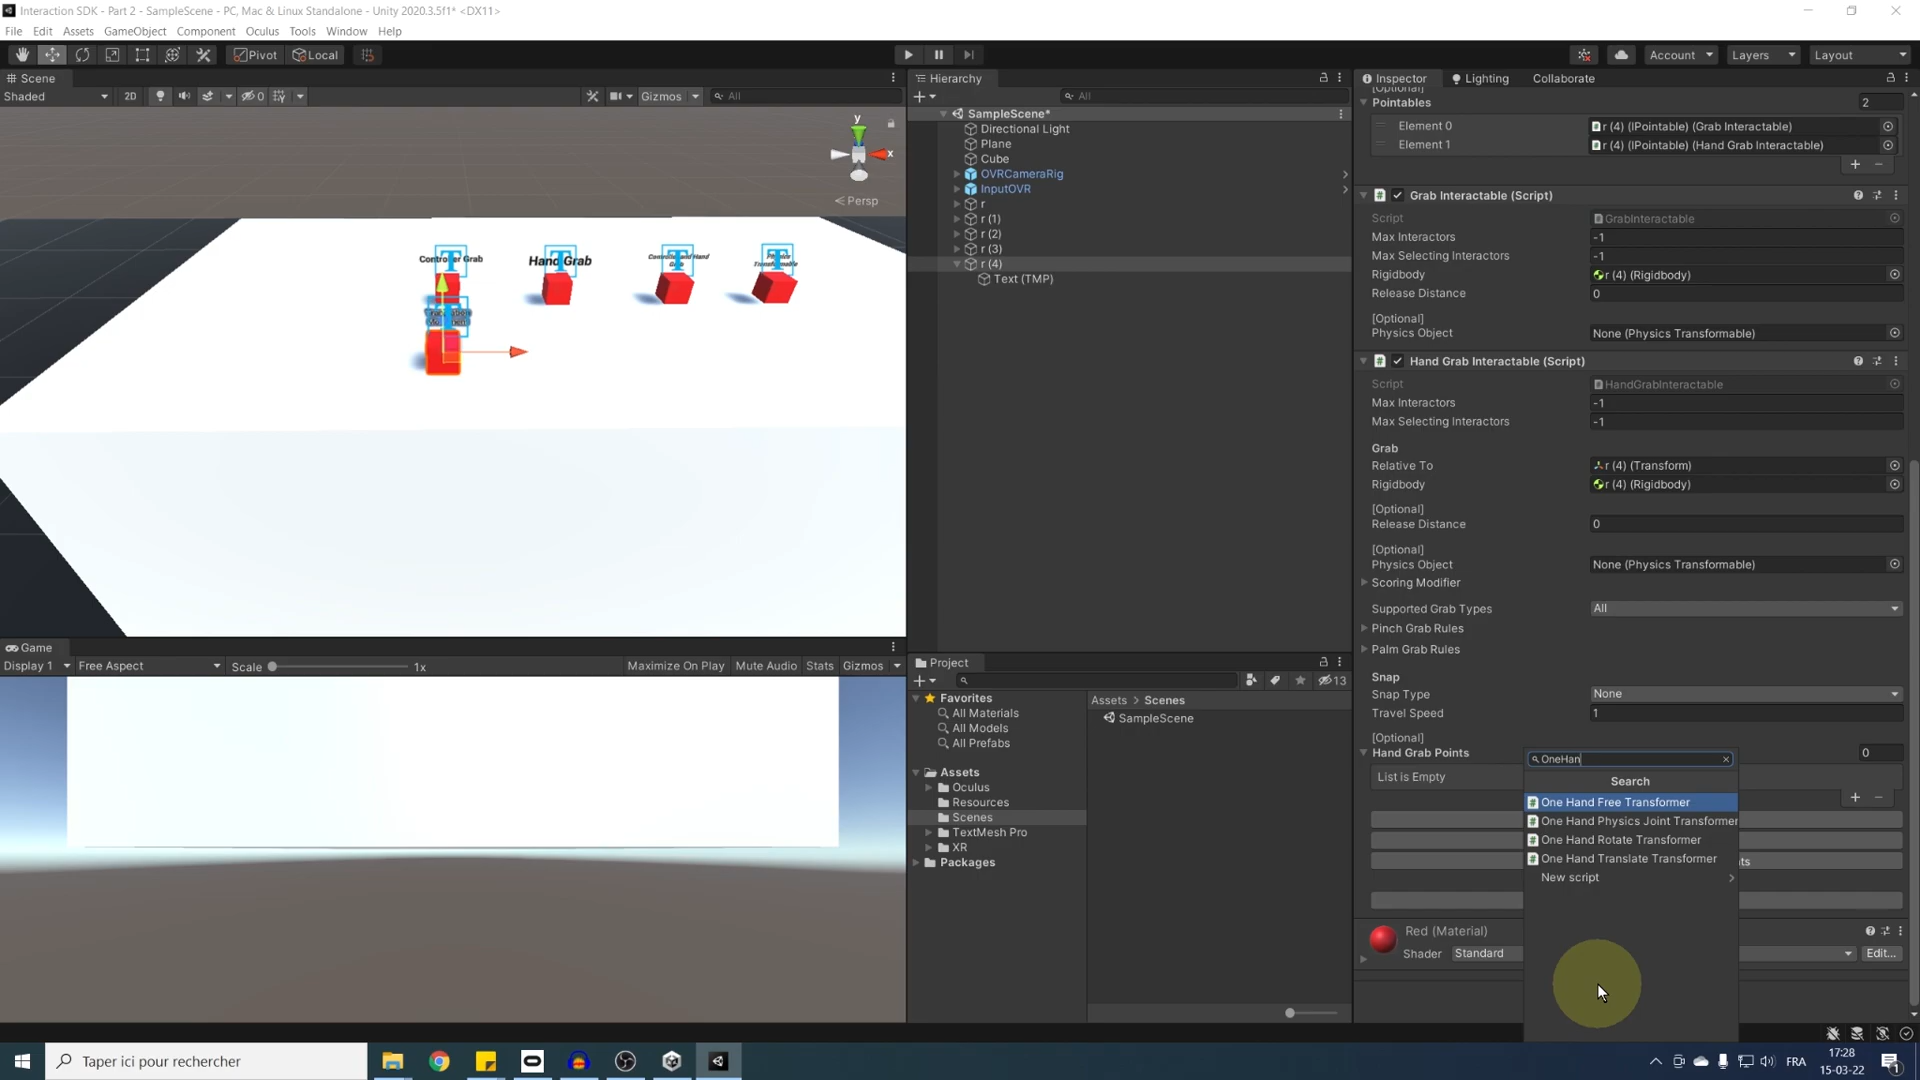 Interaction SDK - Part 2 - SampleScene - PC, Mac & Linux Standalone - Unity 2020.3.5f1* <DX11>
File Edit Assets GameObject Component Oculus Tools Window Help
Pivot Local Account Layers Layout
Scene
Shaded 2D 0 Gizmos All
y
x
Persp
Controller Grab Hand Grab Controller and Hand Grab Physics Transformable
Game
Display 1 Free Aspect Scale 1x Maximize On Play Mute Audio Stats Gizmos
Hierarchy
All
SampleScene*
Directional Light
Plane
Cube
OVRCameraRig
InputOVR
r
r (1)
r (2)
r (3)
r (4)
Text (TMP)
Project
13
Favorites
All Materials
All Models
All Prefabs
Assets
Oculus
Resources
Scenes
TextMesh Pro
XR
Packages
Assets > Scenes
SampleScene
Inspector Lighting Collaborate
[Optional]
Pointables 2
Element 0 r (4) (IPointable) (Grab Interactable)
Element 1 r (4) (IPointable) (Hand Grab Interactable)
Grab Interactable (Script)
Script GrabInteractable
Max Interactors -1
Max Selecting Interactors -1
Rigidbody r (4) (Rigidbody)
Release Distance 0
[Optional]
Physics Object None (Physics Transformable)
Hand Grab Interactable (Script)
Script HandGrabInteractable
Max Interactors -1
Max Selecting Interactors -1
Grab
Relative To r (4) (Transform)
Rigidbody r (4) (Rigidbody)
[Optional]
Release Distance 0
[Optional]
Physics Object None (Physics Transformable)
Scoring Modifier
Supported Grab Types All
Pinch Grab Rules
Palm Grab Rules
Snap
Snap Type None
Travel Speed 1
[Optional]
Hand Grab Points 0
List is Empty
OneHan
Search
One Hand Free Transformer
One Hand Physics Joint Transformer
One Hand Rotate Transformer
One Hand Translate Transformer
New script
nts
Red (Material)
Shader Standard Edit...
Taper ici pour rechercher
FRA
17:28
15-03-22
1